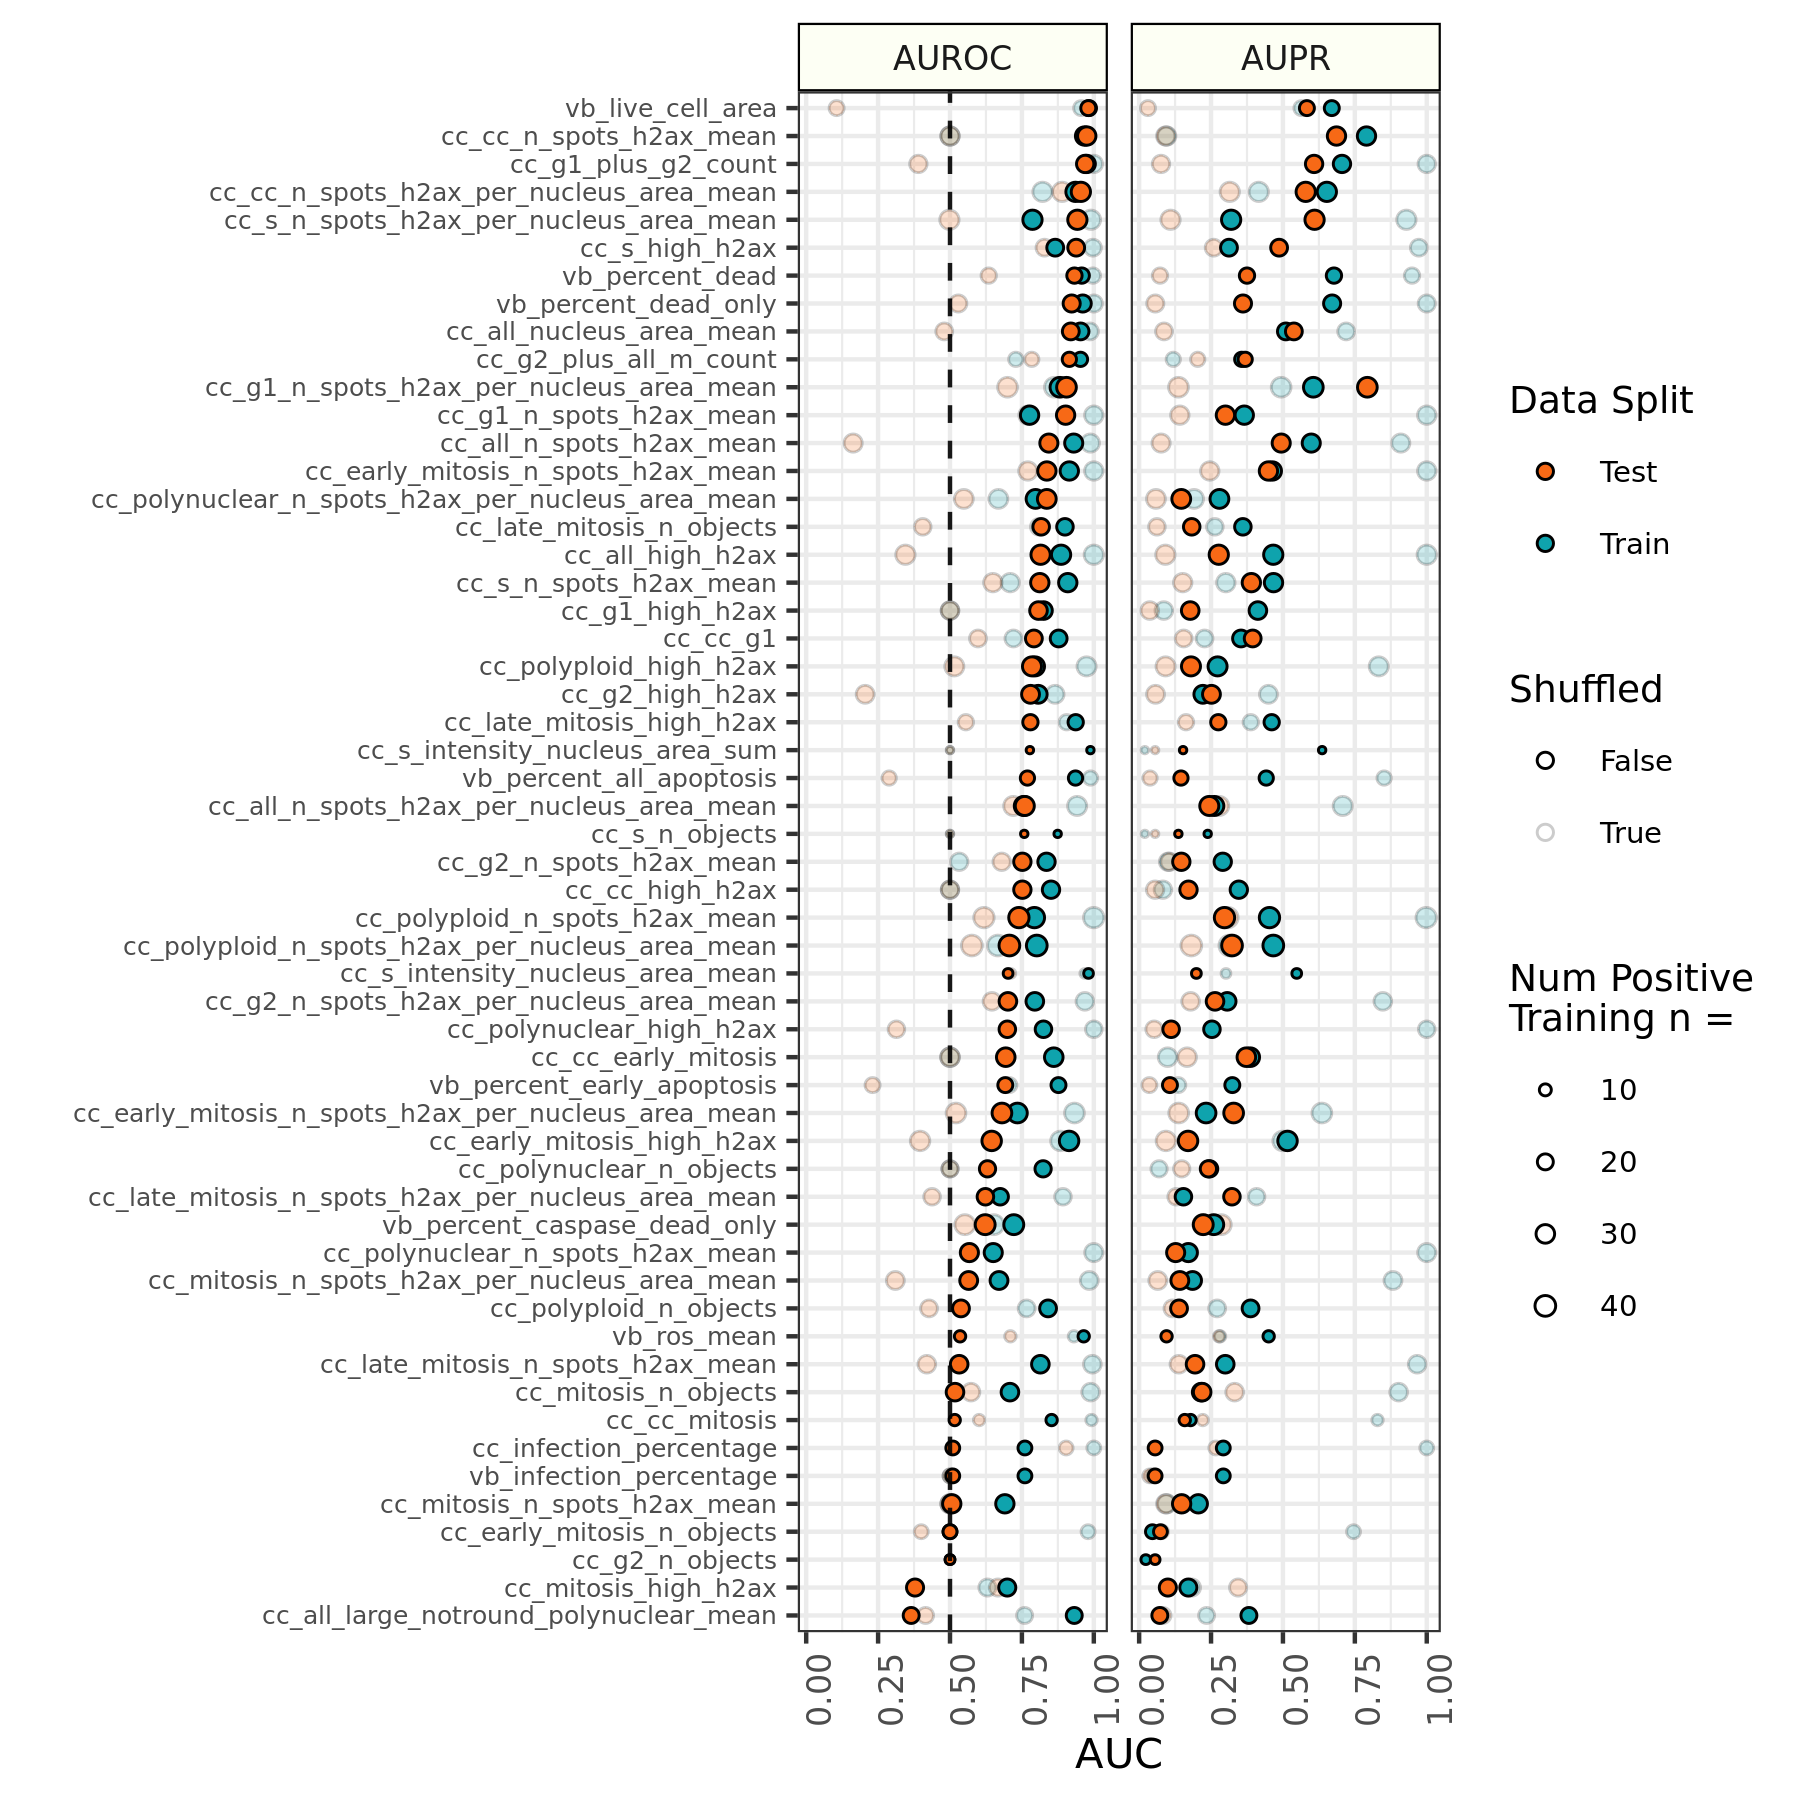 AUROC
AUPR
vb_live_cell_area
cc_cc_n_spots_h2ax_mean
cc_g1_plus_g2_count
cc_cc_n_spots_h2ax_per_nucleus_area_mean
cc_s_n_spots_h2ax_per_nucleus_area_mean
cc_s_high_h2ax
vb_percent_dead
vb_percent_dead_only
cc_all_nucleus_area_mean
cc_g2_plus_all_m_count
cc_g1_n_spots_h2ax_per_nucleus_area_mean
cc_g1_n_spots_h2ax_mean
cc_all_n_spots_h2ax_mean
cc_early_mitosis_n_spots_h2ax_mean
cc_polynuclear_n_spots_h2ax_per_nucleus_area_mean
cc_late_mitosis_n_objects
cc_all_high_h2ax
cc_s_n_spots_h2ax_mean
cc_g1_high_h2ax
cc_cc_g1
cc_polyploid_high_h2ax
cc_g2_high_h2ax
cc_late_mitosis_high_h2ax
cc_s_intensity_nucleus_area_sum
vb_percent_all_apoptosis
cc_all_n_spots_h2ax_per_nucleus_area_mean
cc_s_n_objects
cc_g2_n_spots_h2ax_mean
cc_cc_high_h2ax
cc_polyploid_n_spots_h2ax_mean
cc_polyploid_n_spots_h2ax_per_nucleus_area_mean
cc_s_intensity_nucleus_area_mean
cc_g2_n_spots_h2ax_per_nucleus_area_mean
cc_polynuclear_high_h2ax
cc_cc_early_mitosis
vb_percent_early_apoptosis
cc_early_mitosis_n_spots_h2ax_per_nucleus_area_mean
cc_early_mitosis_high_h2ax
cc_polynuclear_n_objects
cc_late_mitosis_n_spots_h2ax_per_nucleus_area_mean
vb_percent_caspase_dead_only
cc_polynuclear_n_spots_h2ax_mean
cc_mitosis_n_spots_h2ax_per_nucleus_area_mean
cc_polyploid_n_objects
vb_ros_mean
cc_late_mitosis_n_spots_h2ax_mean
cc_mitosis_n_objects
cc_cc_mitosis
cc_infection_percentage
vb_infection_percentage
cc_mitosis_n_spots_h2ax_mean
cc_early_mitosis_n_objects
cc_g2_n_objects
cc_mitosis_high_h2ax
cc_all_large_notround_polynuclear_mean
0.00
0.25
0.50
0.75
1.00
0.00
0.25
0.50
0.75
1.00
AUC
Data Split
Test
Train
Shuffled
False
True
Num Positive
Training n =
10
20
30
40